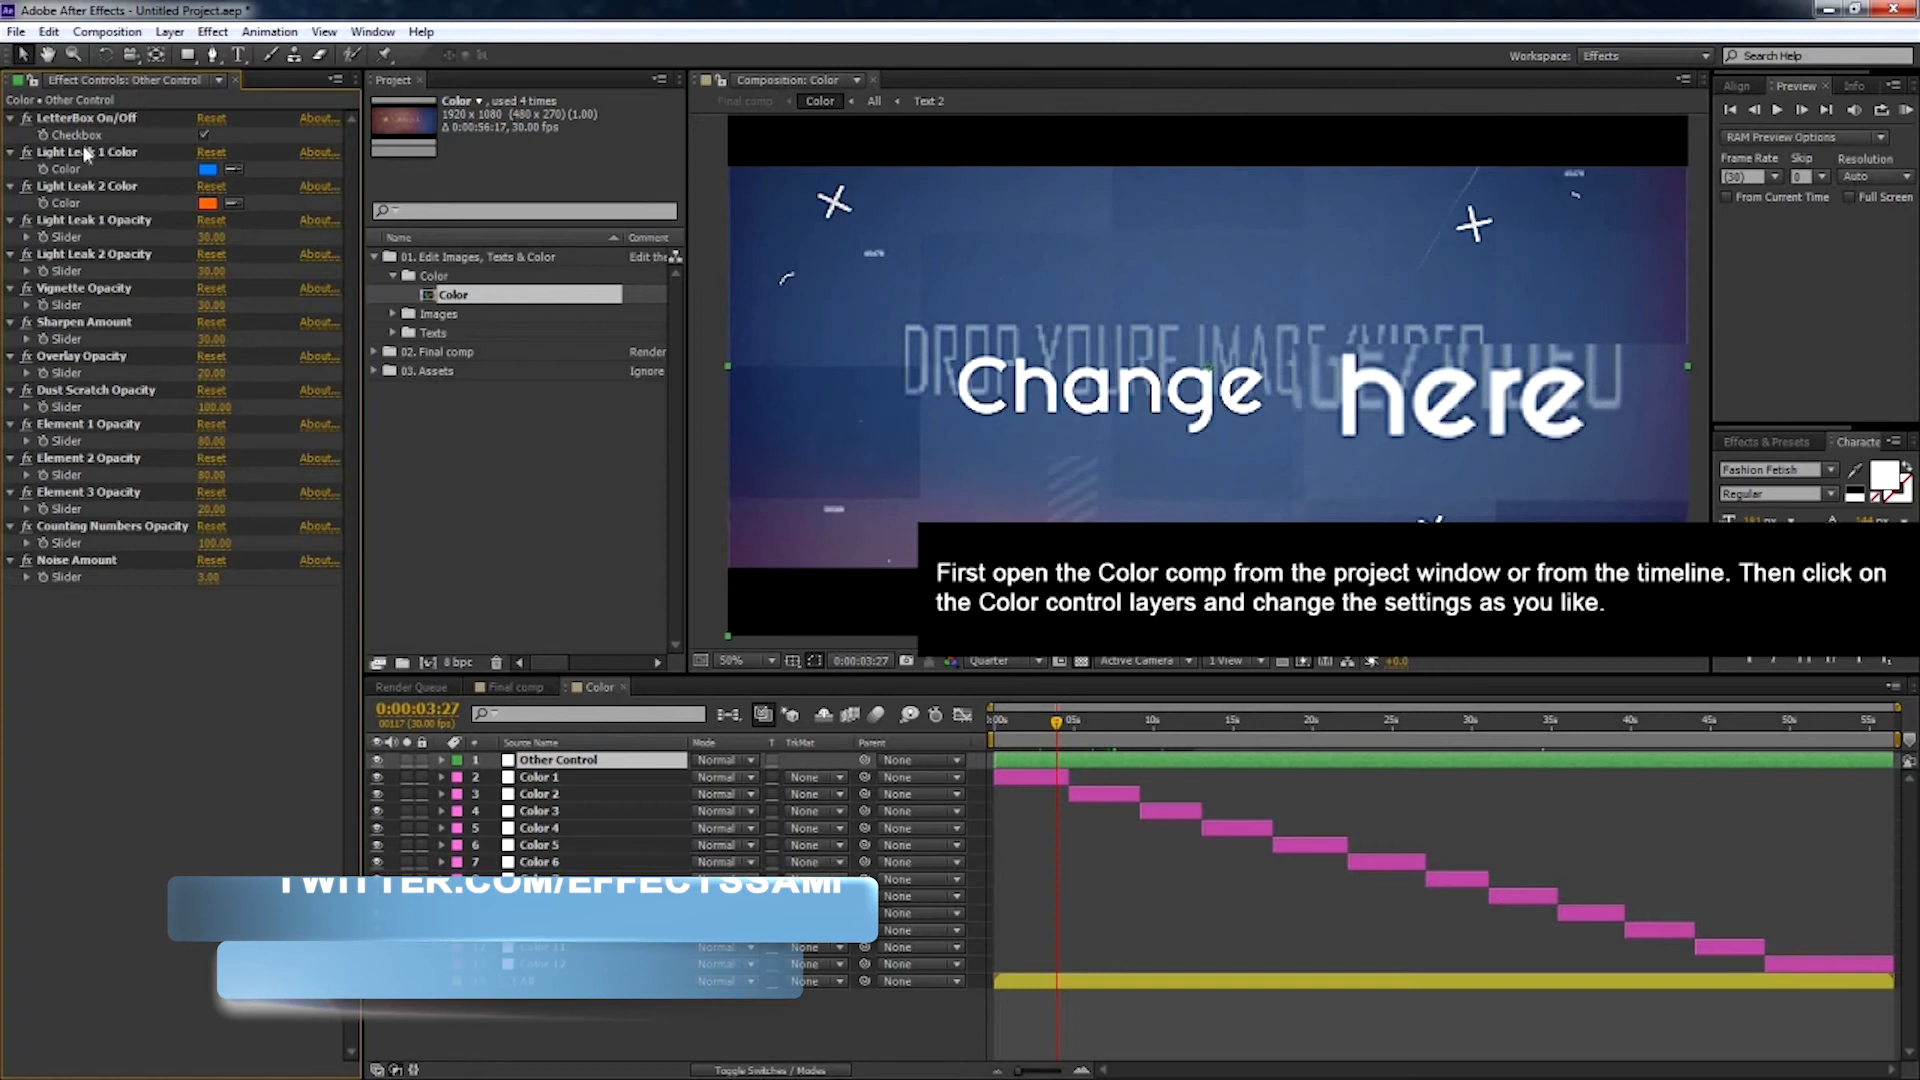 Adobe After Effects - Untitled Project.aep *
File Edit Composition Layer Effect Animation View Window Help
Workspace: Effects
Search Help
Effect Controls: Other Control
Color • Other Control
LetterBox On/Off Reset About...
Checkbox
Light Leak 1 Color Reset About...
Color
Light Leak 2 Color Reset About...
Color
Light Leak 1 Opacity Reset About...
Slider 30.00
Light Leak 2 Opacity Reset About...
Slider 30.00
Vignette Opacity Reset About...
Slider 30.00
Sharpen Amount Reset About...
Slider 30.00
Overlay Opacity Reset About...
Slider 20.00
Dust Scratch Opacity Reset About...
Slider 100.00
Element 1 Opacity Reset About...
Slider 80.00
Element 2 Opacity Reset About...
Slider 80.00
Element 3 Opacity Reset About...
Slider 20.00
Counting Numbers Opacity Reset About...
Slider 100.00
Noise Amount Reset About...
Slider 3.00
Project
Color , used 4 times
1920 x 1080 (480 x 270) (1.00)
Δ 0:00:56:17, 30.00 fps
Name Comment
01. Edit Images, Texts & Color Edit the
Color
Color
Images
Texts
02. Final comp Render
03. Assets Ignore
8 bpc
Composition: Color
Final comp Color All Text 2
DROP YOURE IMAGE/VIDEO
Change here
First open the Color comp from the project window or from the timeline. Then click on
the Color control layers and change the settings as you like.
50% 0:00:03:27 Quarter Active Camera 1 View +0.0
Align Preview Info
RAM Preview Options
Frame Rate Skip Resolution
(30) 0 Auto
From Current Time Full Screen
Effects & Presets Characte
Fashion Fetish
Regular
Render Queue Final comp Color
0:00:03:27
00117 (30.00 fps)
# Source Name Mode T TrkMat Parent
:00s 05s 10s 15s 20s 25s 30s 35s 40s 45s 50s 55s
1 Other Control Normal None
2 Color 1 Normal None None
3 Color 2 Normal None None
4 Color 3 Normal None None
5 Color 4 Normal None None
6 Color 5 Normal None None
7 Color 6 Normal None None
TWITTER.COM/EFFECTSSAMI
None
None
None
12 Color 11 Normal None None
Color 12 Normal None None
All Normal None None
Toggle Switches / Modes